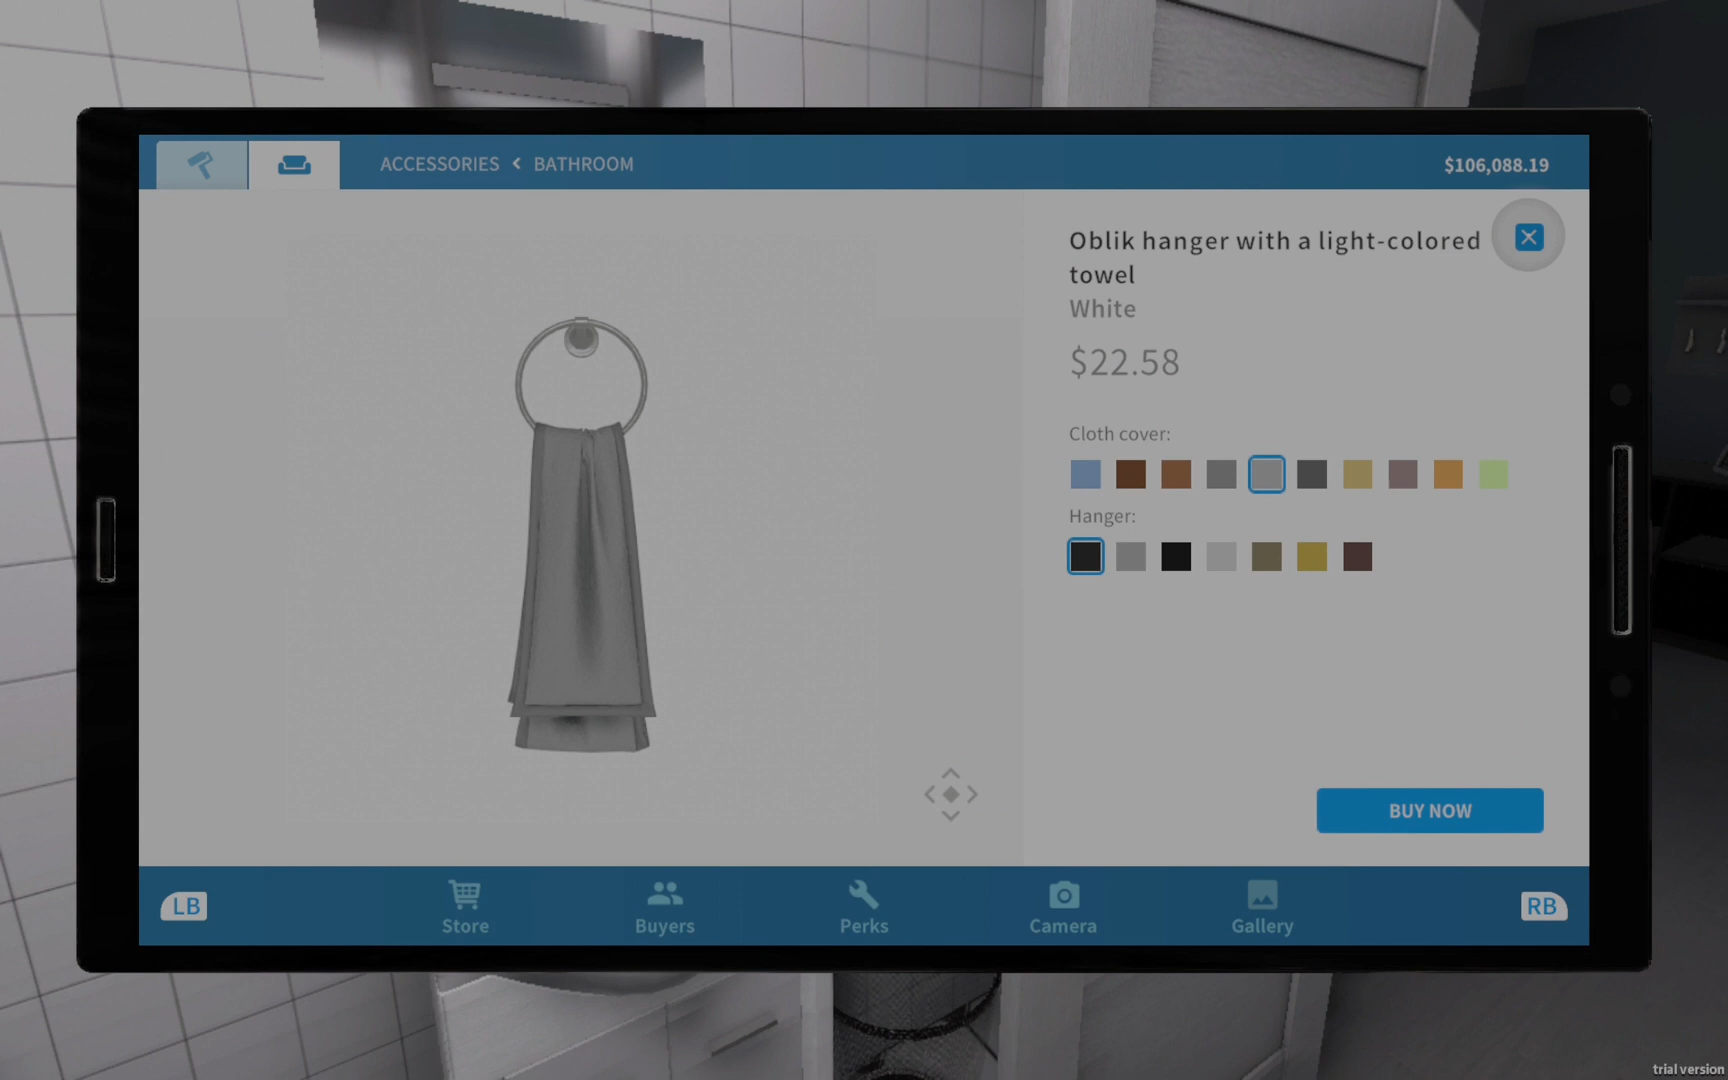 ACCESSORIES < BATHROOM
$106,088.19
Oblik hanger with a light-colored
towel
White
$22.58
Cloth cover:
Hanger:
BUY NOW
LB
Store
Buyers
Perks
Camera
Gallery
RB
trial version